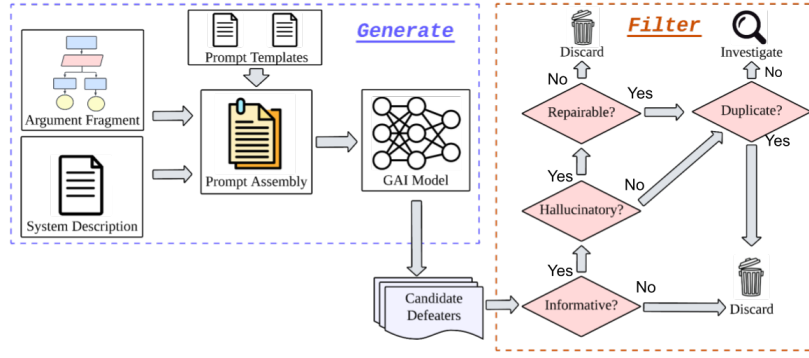 Generate
Filter
Prompt Templates
Argument Fragment
System Description
Prompt Assembly
GAI Model
Candidate
Defeaters
Informative?
No
Discard
Yes
Hallucinatory?
No
Yes
Repairable?
No
Discard
Yes
Duplicate?
No
Investigate
Yes